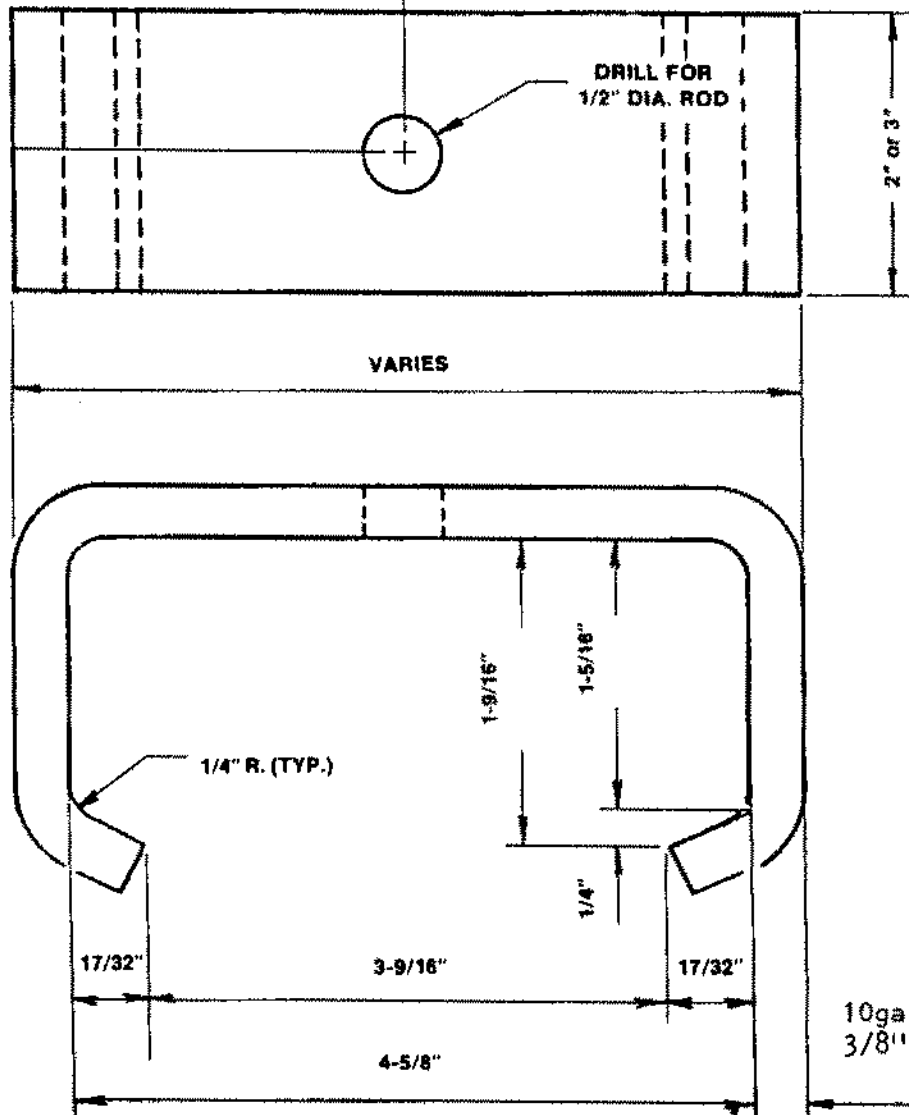 DRILL FOR
1/2" DIA. ROD
2" or 3"
VARIES
1-9/16"
1-5/16"
1/4" R. (TYP.)
1/4"
17/32"
3-9/16"
17/32"
10ga
3/8"
4-5/8"